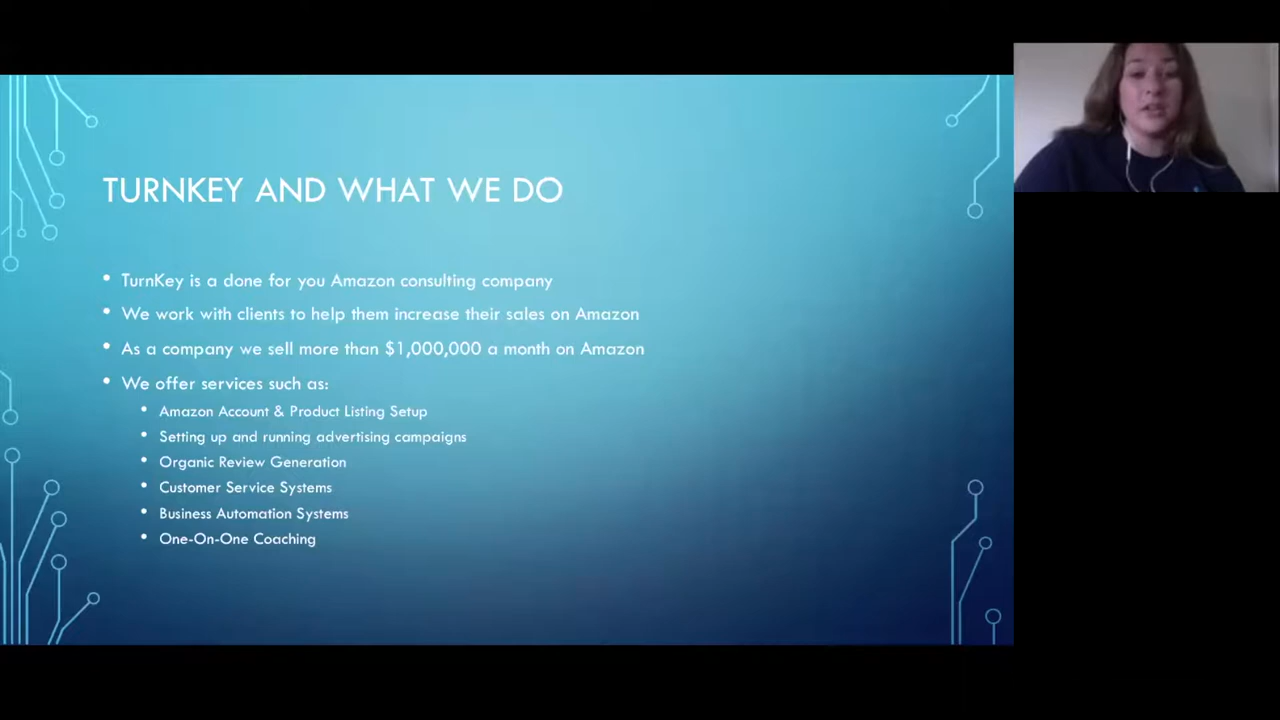 TURNKEY AND WHAT WE DO
• TurnKey is a done for you Amazon consulting company
• We work with clients to help them increase their sales on Amazon
• As a company we sell more than $1,000,000 a month on Amazon
• We offer services such as:
• Amazon Account & Product Listing Setup
• Setting up and running advertising campaigns
• Organic Review Generation
• Customer Service Systems
• Business Automation Systems
• One-On-One Coaching